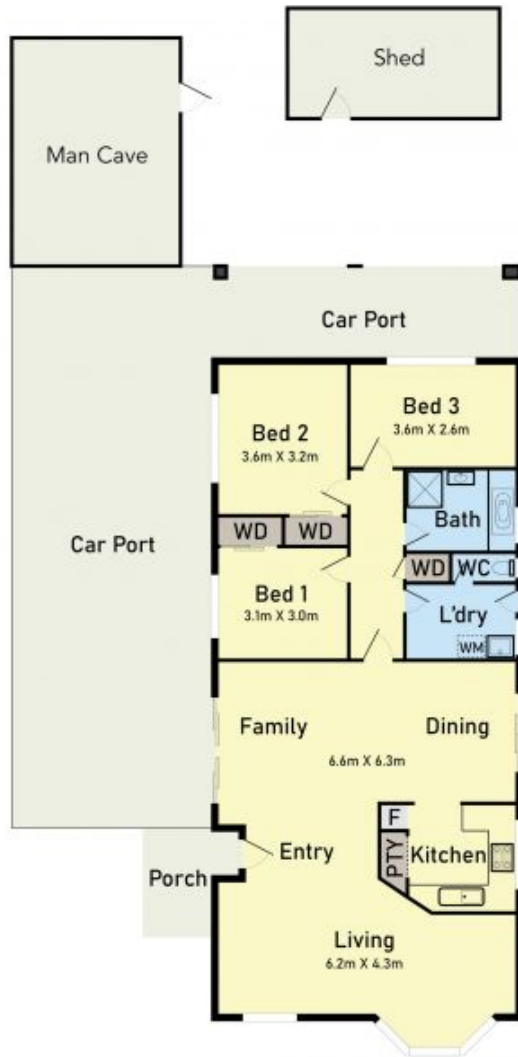 Shed
Man Cave
Car Port
Bed 3
3.6m X 2.6m
Bed 2
3.6m X 3.2m
Bath
Car Port
WD
WD
WD
WC
Bed 1
3.1m X 3.0m
L'dry
WM
Family
Dining
6.6m X 6.3m
F
Entry
PTY
Kitchen
Porch
Living
6.2m X 4.3m